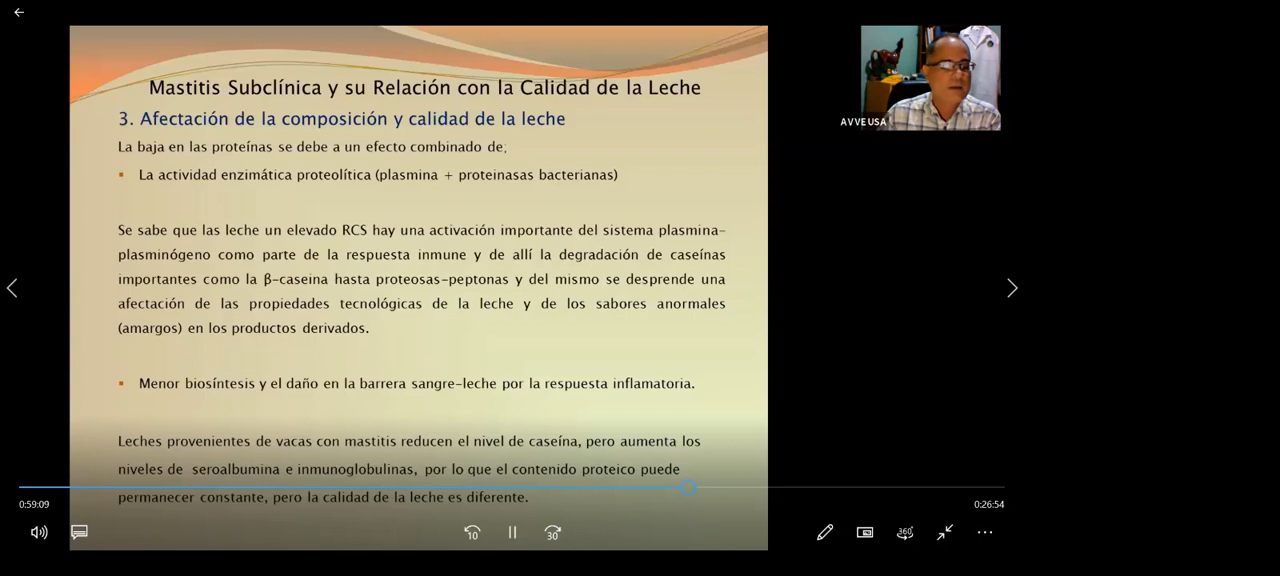 Mastitis Subclínica y su Relación con la Calidad de la Leche
3. Afectación de la composición y calidad de la leche
La baja en las proteínas se debe a un efecto combinado de;
▪ La actividad enzimática proteolítica (plasmina + proteinasas bacterianas)
Se sabe que las leche un elevado RCS hay una activación importante del sistema plasmina-
plasminógeno como parte de la respuesta inmune y de allí la degradación de caseínas
importantes como la β-caseina hasta proteosas-peptonas y del mismo se desprende una
afectación de las propiedades tecnológicas de la leche y de los sabores anormales
(amargos) en los productos derivados.
▪ Menor biosíntesis y el daño en la barrera sangre-leche por la respuesta inflamatoria.
Leches provenientes de vacas con mastitis reducen el nivel de caseína, pero aumenta los
niveles de seroalbumina e inmunoglobulinas, por lo que el contenido proteico puede
permanecer constante, pero la calidad de la leche es diferente.
AVVEUSA
0:59:09
0:26:54
10
30
360°